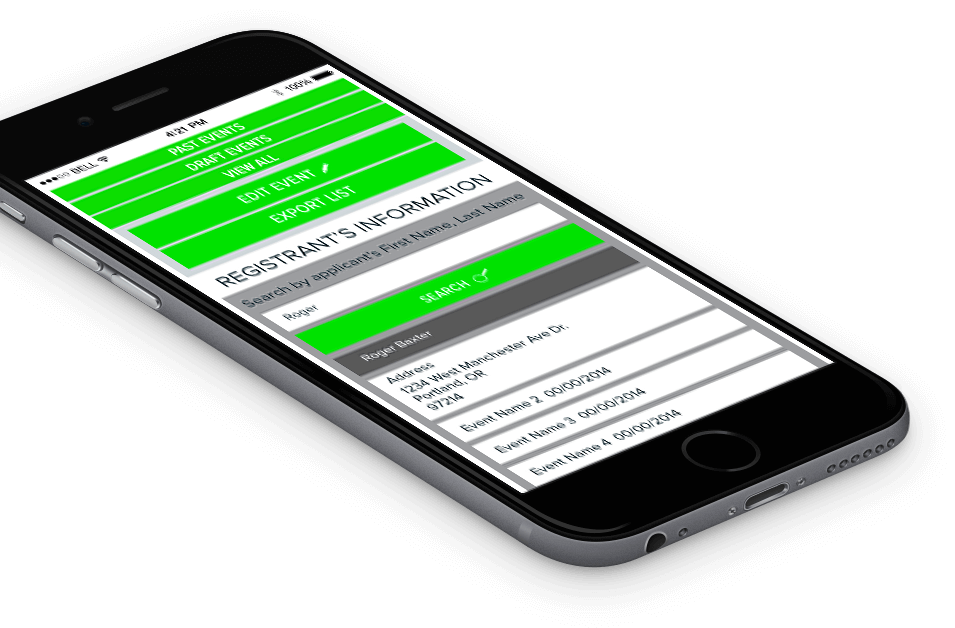 BELL 4:21 PM 100%
PAST EVENTS
DRAFT EVENTS
VIEW ALL
EDIT EVENT
EXPORT LIST
REGISTRANT'S INFORMATION
Search by applicant's First Name, Last Name
Roger
SEARCH
Roger Baxter
Address
1234 West Manchester Ave Dr.
Portland, OR
97214
Event Name 2 00/00/2014
Event Name 3 00/00/2014
Event Name 4 00/00/2014